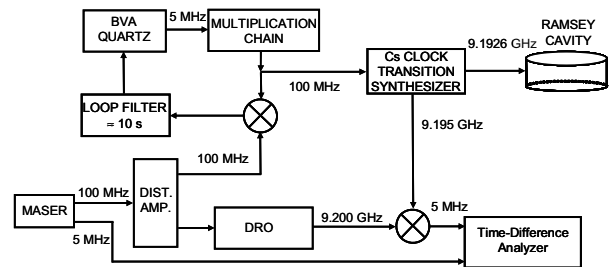 BVA
QUARTZ
5 MHz
MULTIPLICATION
CHAIN
RAMSEY
CAVITY
Cs CLOCK
TRANSITION
SYNTHESIZER
9.1926 GHz
100 MHz
LOOP FILTER
≈ 10 s
100 MHz
9.195 GHz
MASER
100 MHz
5 MHz
DIST.
AMP.
DRO
9.200 GHz
5 MHz
Time-Difference
Analyzer